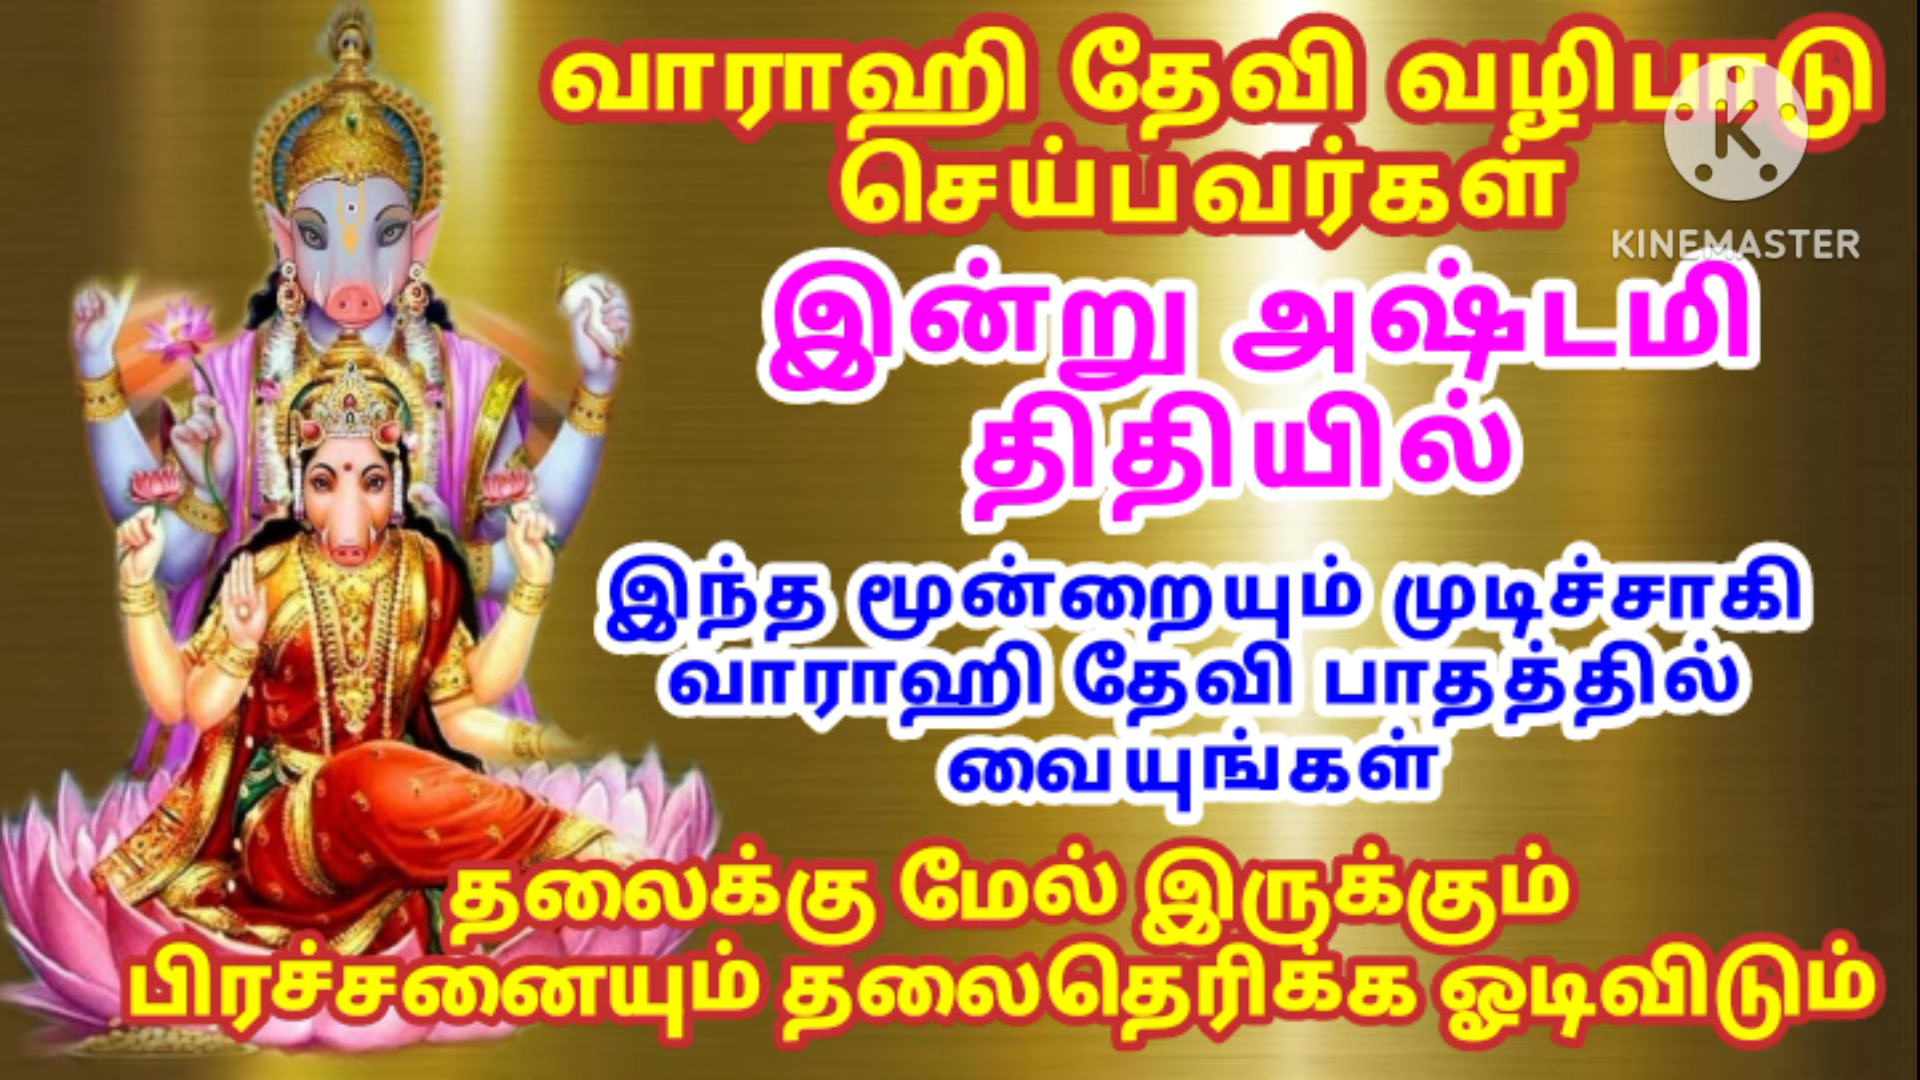 வாராஹி தேவி வழிபாடு
செய்பவர்கள்
KINEMASTER
இன்று அஷ்டமி
திதியில்
இந்த மூன்றையும் முடிச்சாகி
வாராஹி தேவி பாதத்தில்
வையுங்கள்
தலைக்கு மேல் இருக்கும்
பிரச்சனையும் தலைதெரிக்க ஓடிவிடும்